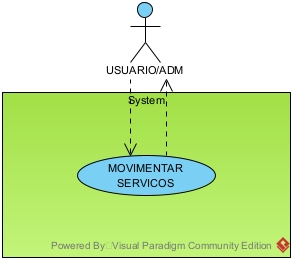 USUARIO/ADM
System
MOVIMENTAR
SERVICOS
Powered By Visual Paradigm Community Edition